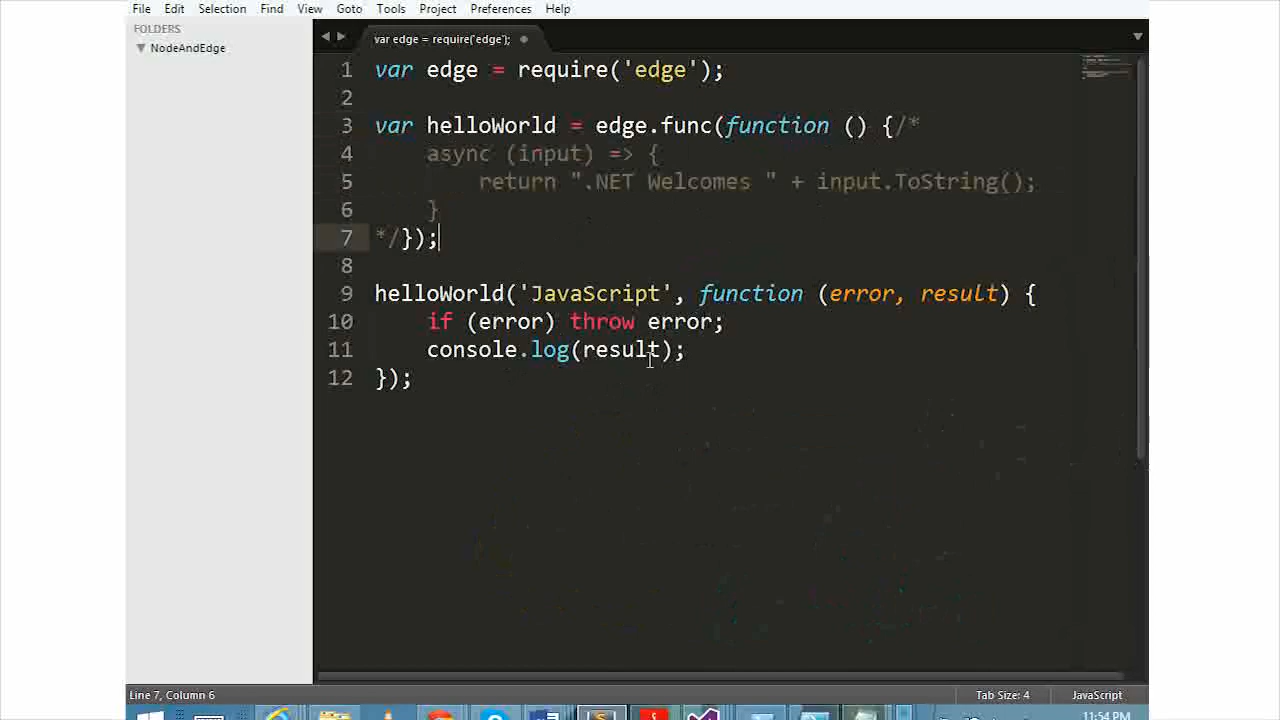 File Edit Selection Find View Goto Tools Project Preferences Help
FOLDERS
NodeAndEdge
var edge = require('edge');
1 var edge = require('edge');
2
3 var helloWorld = edge.func(function () {/*
4     async (input) => {
5         return ".NET Welcomes " + input.ToString();
6     }
7 */});
8
9 helloWorld('JavaScript', function (error, result) {
10     if (error) throw error;
11     console.log(result);
12 });
Line 7, Column 6
Tab Size: 4
JavaScript
11:54 PM